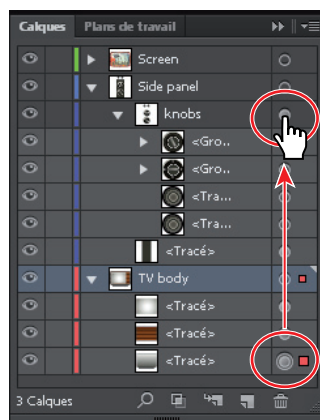 Calques Plans de travail
Screen
Side panel
knobs
<Gro..
<Gro..
<Tra...
<Tra...
<Tracé>
TV body
<Tracé>
<Tracé>
<Tracé>
3 Calques